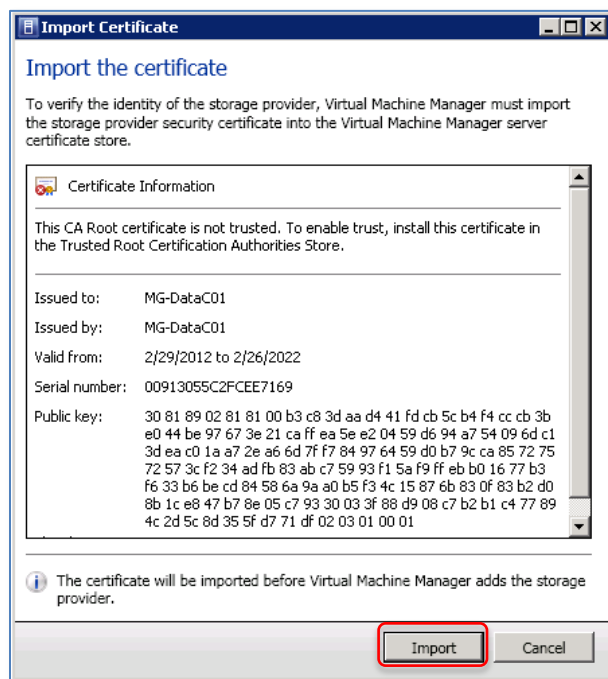 Import Certificate
Import the certificate
To verify the identity of the storage provider, Virtual Machine Manager must import
the storage provider security certificate into the Virtual Machine Manager server
certificate store.
Certificate Information
This CA Root certificate is not trusted. To enable trust, install this certificate in
the Trusted Root Certification Authorities Store.
Issued to: MG-DataC01
Issued by: MG-DataC01
Valid from: 2/29/2012 to 2/26/2022
Serial number: 00913055C2FCEE7169
Public key: 30 81 89 02 81 81 00 b3 c8 3d aa d4 41 fd cb 5c b4 f4 cc cb 3b
e0 44 be 97 67 3e 21 ca ff ea 5e e2 04 59 d6 94 a7 54 09 6d c1
3d ea c0 1a a7 2e a6 6d 7f f7 84 97 64 59 d0 b7 9c ca 85 72 75
72 57 3c f2 34 ad fb 83 ab c7 59 93 f1 5a f9 ff eb b0 16 77 b3
f6 33 b6 be cd 84 58 6a 9a a0 b5 f3 4c 15 87 6b 83 0f 83 b2 d0
8b 1c e8 47 b7 8e 05 c7 93 30 03 3f 88 d9 08 c7 b2 b1 c4 77 89
4c 2d 5c 8d 35 5f d7 71 df 02 03 01 00 01
The certificate will be imported before Virtual Machine Manager adds the storage
provider.
Import Cancel